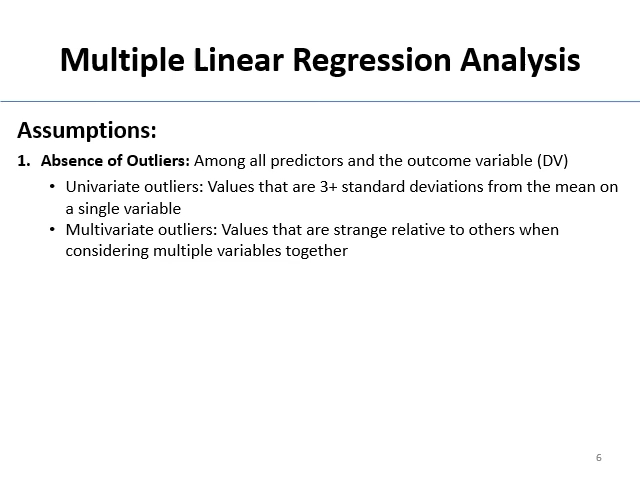 Multiple Linear Regression Analysis
Assumptions:
1. Absence of Outliers: Among all predictors and the outcome variable (DV)
• Univariate outliers: Values that are 3+ standard deviations from the mean on
a single variable
• Multivariate outliers: Values that are strange relative to others when
considering multiple variables together
6